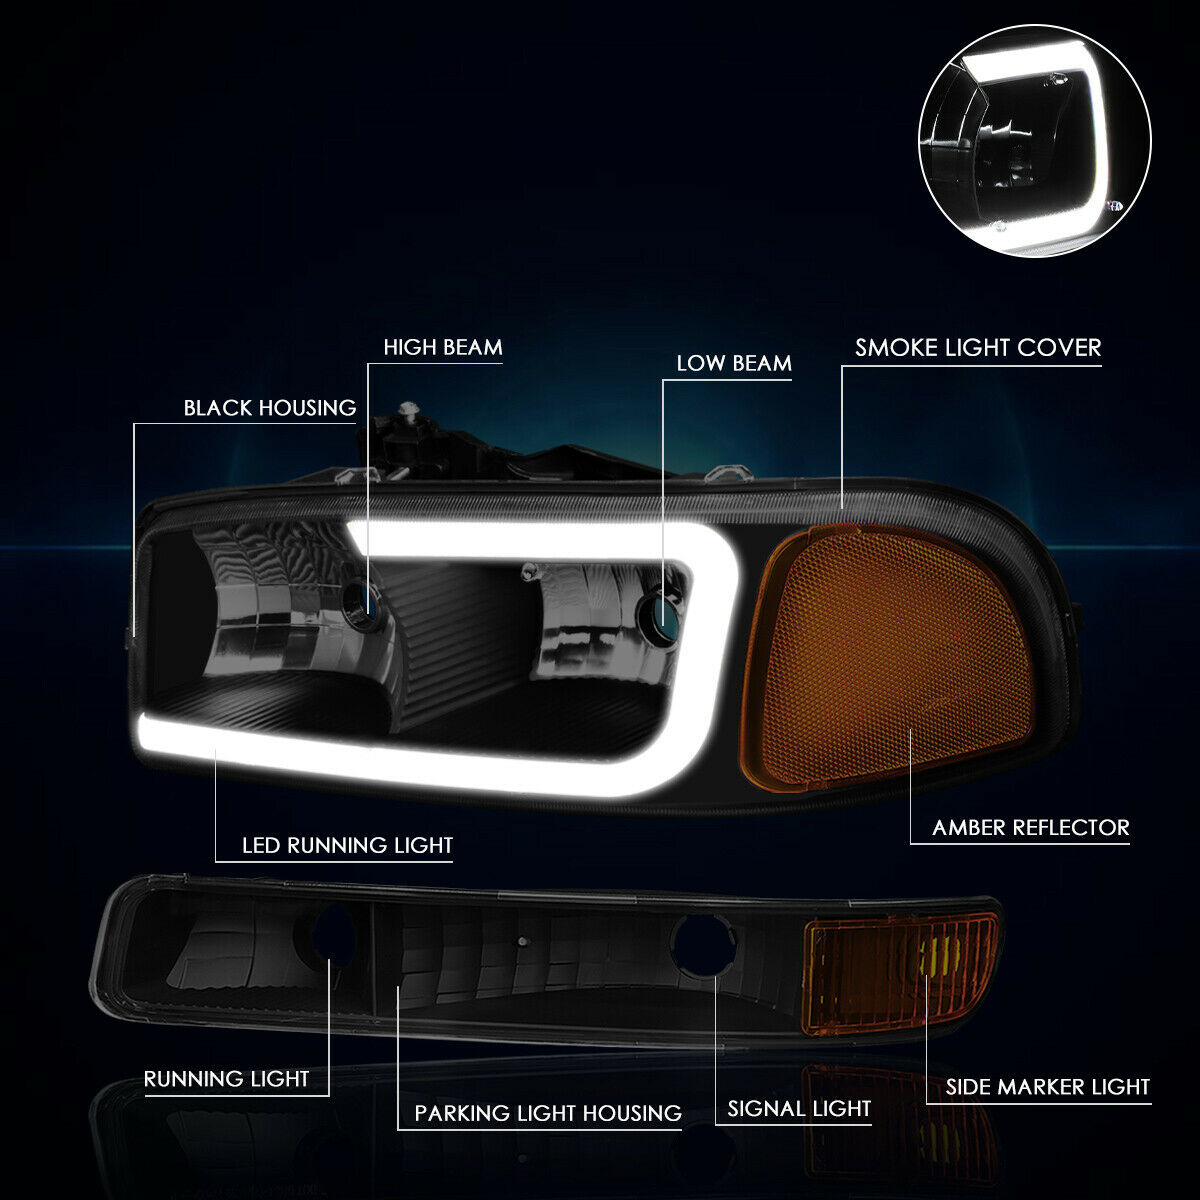 HIGH BEAM
LOW BEAM
SMOKE LIGHT COVER
BLACK HOUSING
AMBER REFLECTOR
LED RUNNING LIGHT
RUNNING LIGHT
PARKING LIGHT HOUSING
SIGNAL LIGHT
SIDE MARKER LIGHT